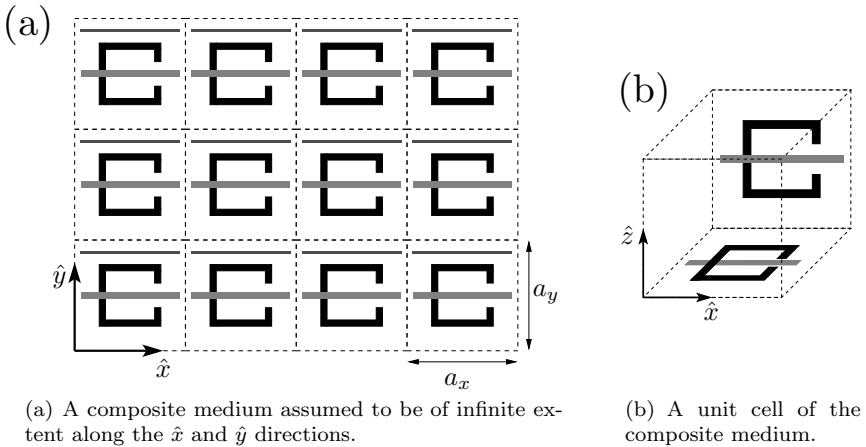 (a)
ŷ
x̂
a_y
a_x
(b)
ẑ
x̂
(a) A composite medium assumed to be of infinite ex-
tent along the x̂ and ŷ directions.
(b) A unit cell of the
composite medium.